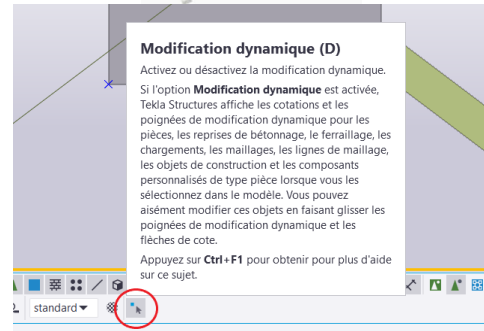 Modification dynamique (D)
Activez ou désactivez la modification dynamique.
Si l'option Modification dynamique est activée,
Tekla Structures affiche les cotations et les
poignées de modification dynamique pour les
pièces, les reprises de bétonnage, le ferraillage, les
chargements, les maillages, les lignes de maillage,
les objets de construction et les composants
personnalisés de type pièce lorsque vous les
sélectionnez dans le modèle. Vous pouvez
aisément modifier ces objets en faisant glisser les
poignées de modification dynamique et les
flèches de cote.
Appuyez sur Ctrl+F1 pour obtenir pour plus d'aide
sur ce sujet.
standard